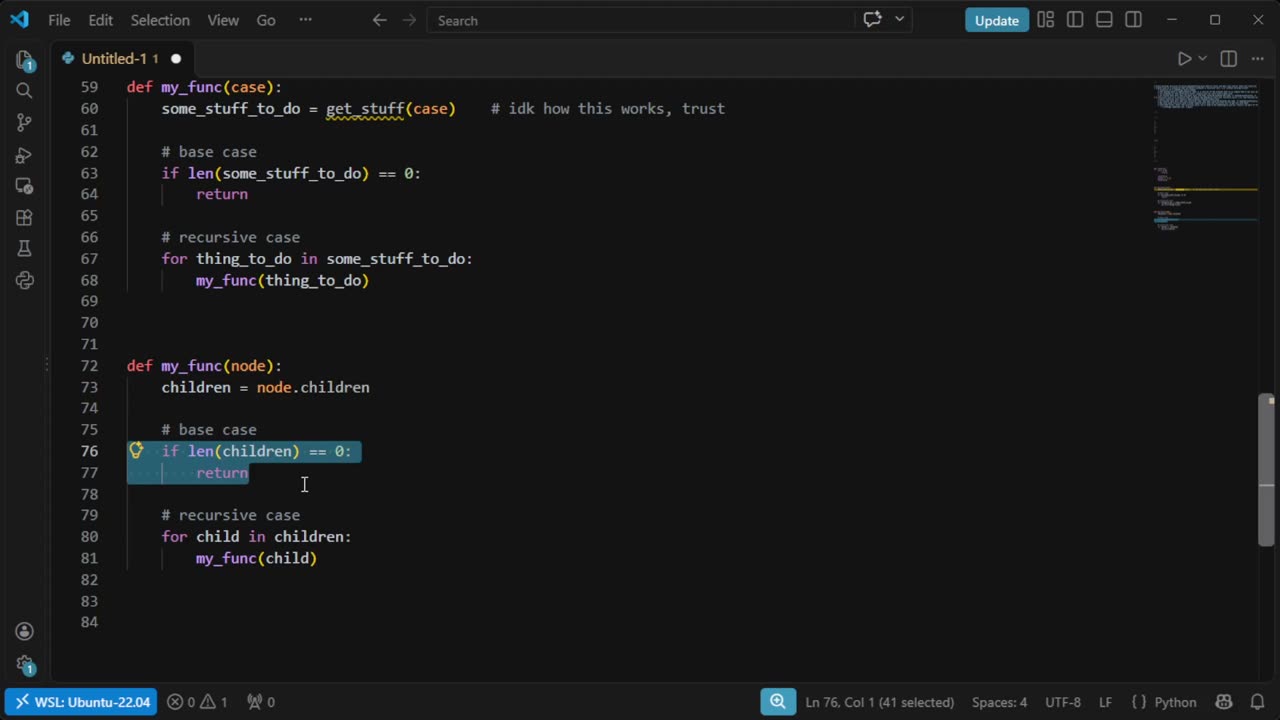 File Edit Selection View Go ··· Search Update
Untitled-1 1
59 def my_func(case):
60 some_stuff_to_do = get_stuff(case) # idk how this works, trust
61
62 # base case
63 if len(some_stuff_to_do) == 0:
64 return
65
66 # recursive case
67 for thing_to_do in some_stuff_to_do:
68 my_func(thing_to_do)
69
70
71
72 def my_func(node):
73 children = node.children
74
75 # base case
76 if len(children) == 0:
77 return
78
79 # recursive case
80 for child in children:
81 my_func(child)
82
83
84
1
1
WSL: Ubuntu-22.04 0 1 0 Ln 76, Col 1 (41 selected) Spaces: 4 UTF-8 LF {} Python